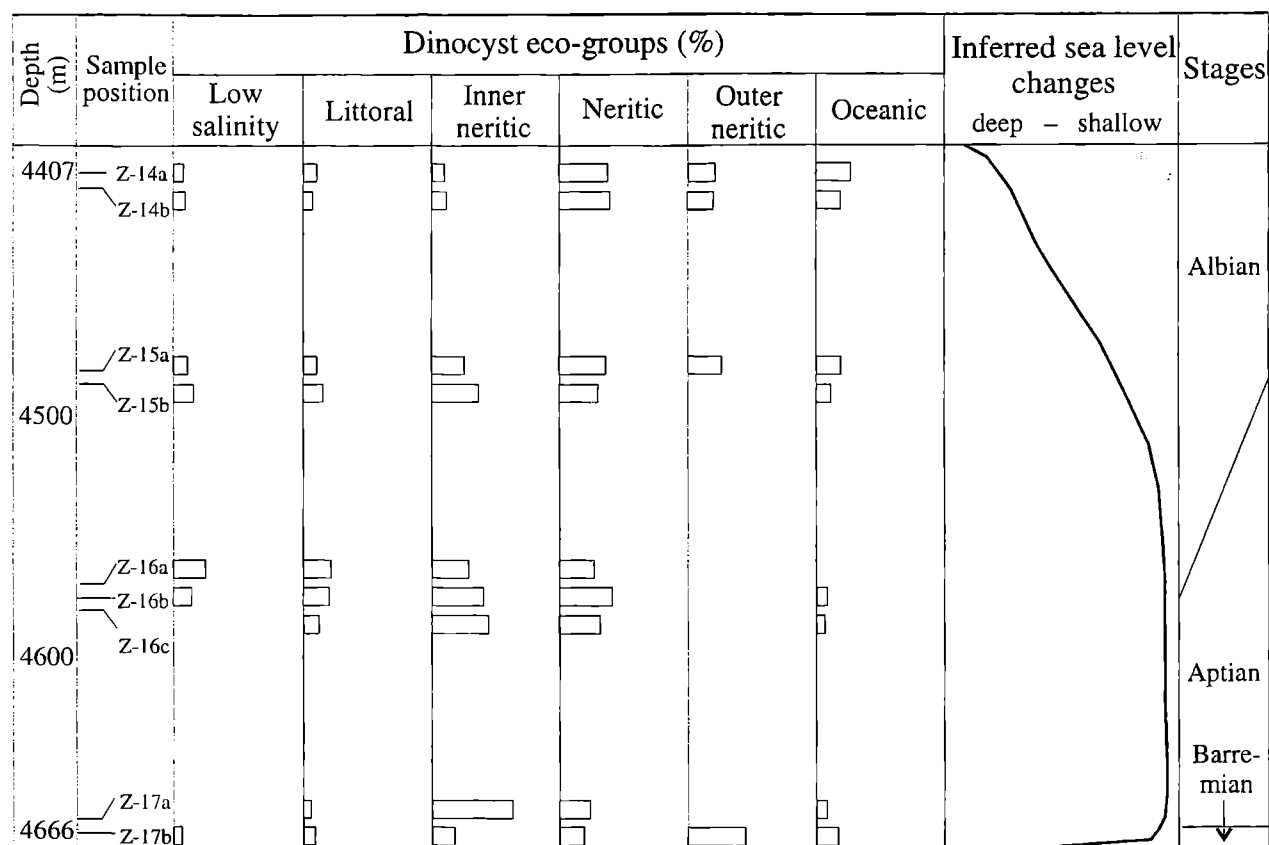 Depth
(m)
Sample
position
Dinocyst eco-groups (%)
Low
salinity
Littoral
Inner
neritic
Neritic
Outer
neritic
Oceanic
Inferred sea level
changes
deep – shallow
Stages
4407
Z-14a
Z-14b
Albian
Z-15a
Z-15b
4500
Z-16a
Z-16b
Z-16c
4600
Aptian
Barre-
mian
Z-17a
4666
Z-17b